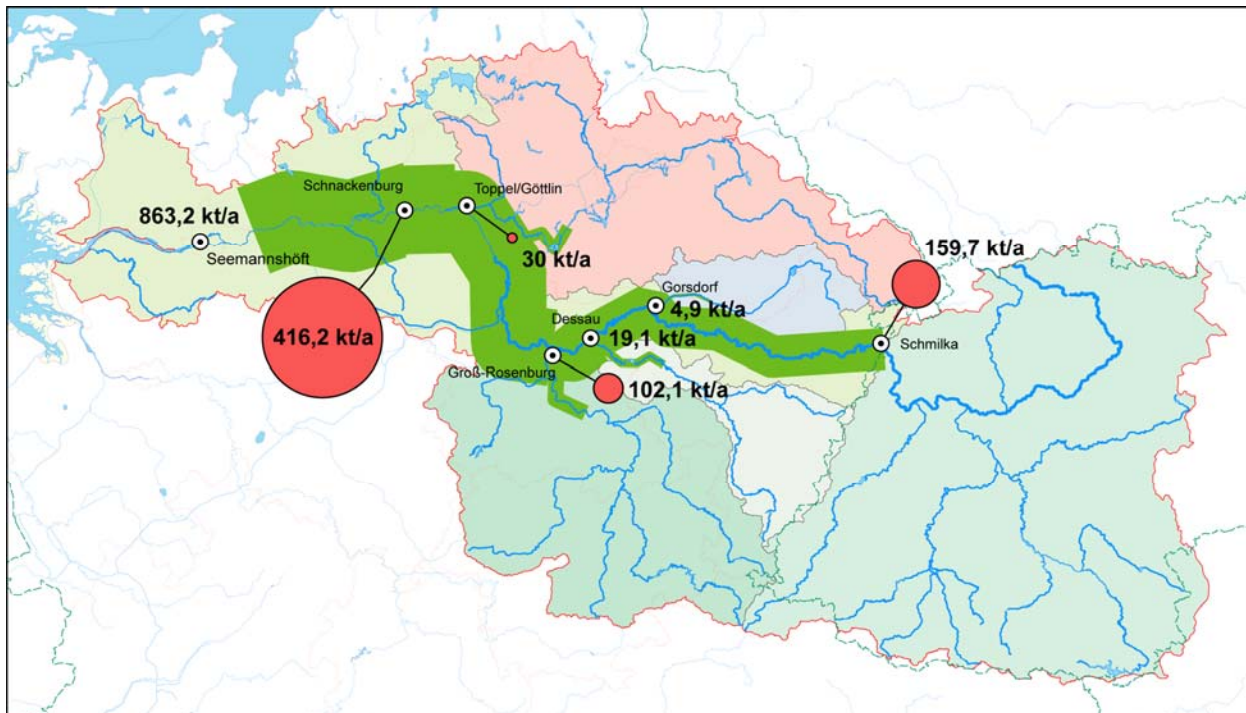 Schnackenburg
Toppel/Göttlin
863,2 kt/a
Seemannshöft
30 kt/a
159,7 kt/a
Gorsdorf
4,9 kt/a
Dessau
19,1 kt/a
416,2 kt/a
Schmilka
Groß-Rosenburg
102,1 kt/a